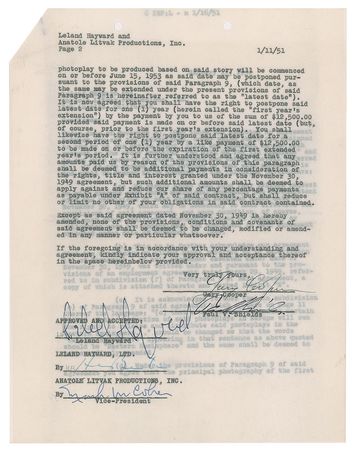 Leland Hayward and
Anatole Litvak Productions, Inc.
Page 2
1/11/51
photoplay to be produced based on said story will be commenced
on or before June 15, 1953 as said date may be postponed pur-
suant to the provisions of said Paragraph 9, (which date, as
the same may be extended under the present provisions of said
Paragraph 9 is hereinafter referred to as the "latest date").
It is now agreed that you shall have the right to postpone said
latest date for one (1) year (herein called the "first year's
extension") by the payment by you to us of the sum of $12,500.00
provided said payment is made on or before said latest date (but,
of course, prior to the first year's extension). You shall
likewise have the right to postpone said latest date for a
second period of one (1) year by a like payment of $12,500.00
to be made on or before the expiration of the first extended
year's period. It is further understood and agreed that any
amounts paid us by reason of the provisions of this paragraph
shall be deemed to be additional payments in consideration of
the rights, title and interest granted under the November 30,
1949 agreement, but such additional amounts shall be deemed to
apply against and reduce our share of any percentage payments
as payable under Exhibit "A" of said contract, but shall not reduce
or limit to other of your obligations in said contract contained.
Except as said agreement dated November 30, 1949 is hereby
amended, none of the provisions, conditions and covenants of
said agreement shall be deemed to be changed, modified or amend-
ed in any manner or particular whatsoever.
If the foregoing is in accordance with your understanding and
agreement, kindly indicate your approval and acceptance thereof
in the space hereinbelow provided.
Very truly yours,
Gary Cooper
Gary Cooper
Paul V. Shields
APPROVED AND ACCEPTED:
Leland Hayward
Leland Hayward
LELAND HAYWARD, LTD.
By
ANATOLE LITVAK PRODUCTIONS, INC.
By
Vice-President